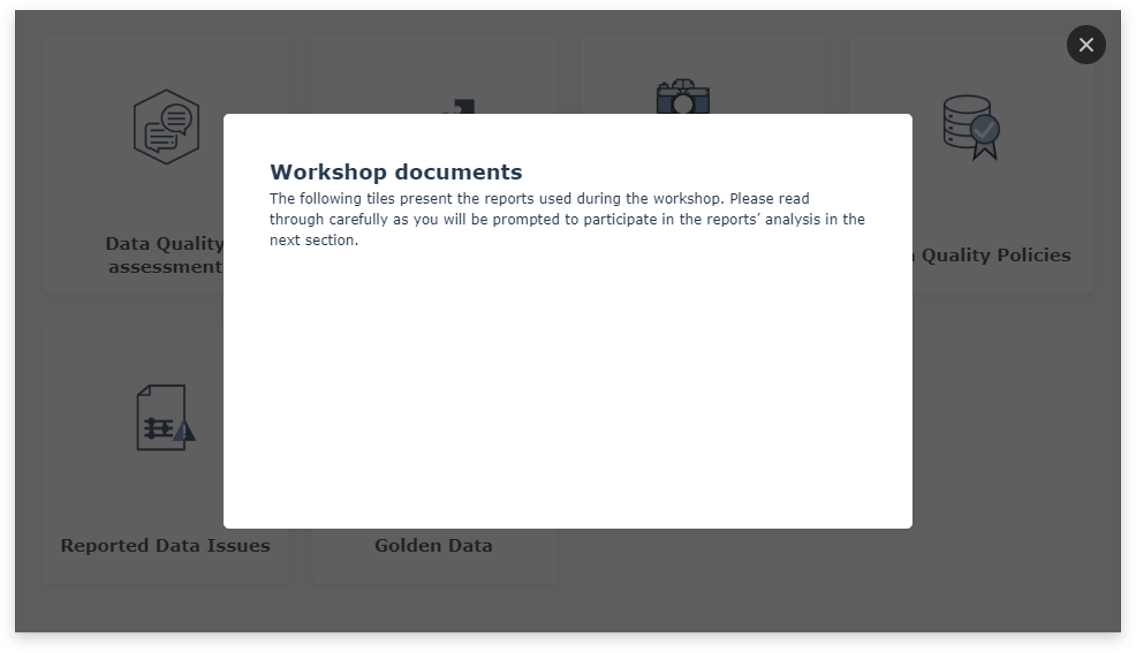 Workshop documents
The following tiles present the reports used during the workshop. Please read
through carefully as you will be prompted to participate in the reports’ analysis in the
next section.
Data Quality
assessment
Quality Policies
Reported Data Issues
Golden Data